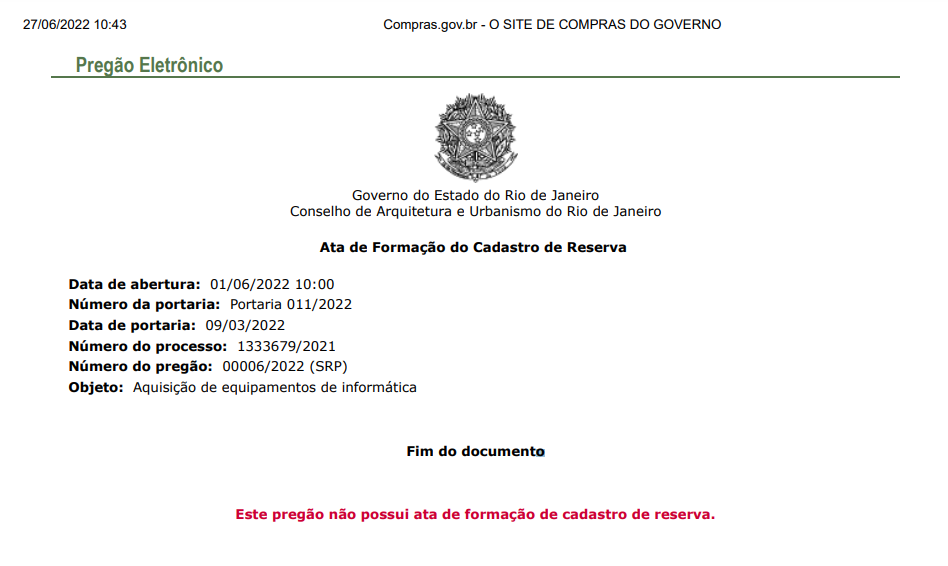 27/06/2022 10:43 Compras.gov.br - O SITE DE COMPRAS DO GOVERNO
Pregão Eletrônico
Governo do Estado do Rio de Janeiro
Conselho de Arquitetura e Urbanismo do Rio de Janeiro
Ata de Formação do Cadastro de Reserva
Data de abertura: 01/06/2022 10:00
Número da portaria: Portaria 011/2022
Data de portaria: 09/03/2022
Número do processo: 1333679/2021
Número do pregão: 00006/2022 (SRP)
Objeto: Aquisição de equipamentos de informática
Fim do documento
Este pregão não possui ata de formação de cadastro de reserva.